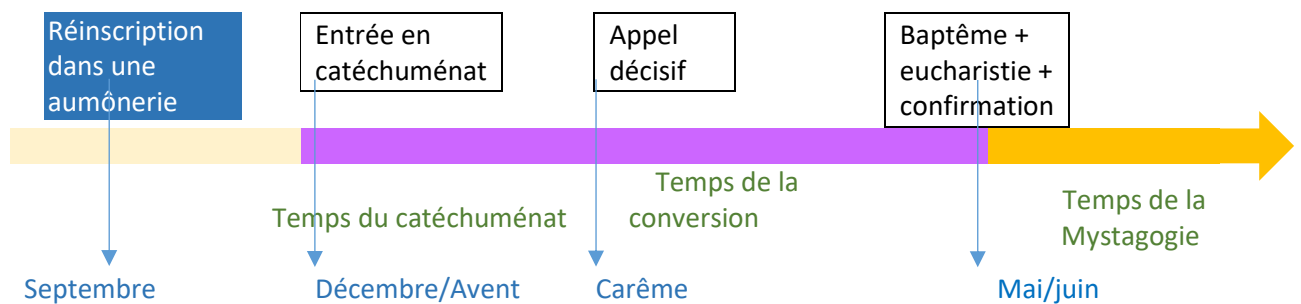 Réinscription
dans une
aumônerie
Entrée en
catéchuménat
Appel
décisif
Baptême +
eucharistie +
confirmation
Temps du catéchuménat
Temps de la
conversion
Temps de la
Mystagogie
Septembre
Décembre/Avent
Carême
Mai/juin